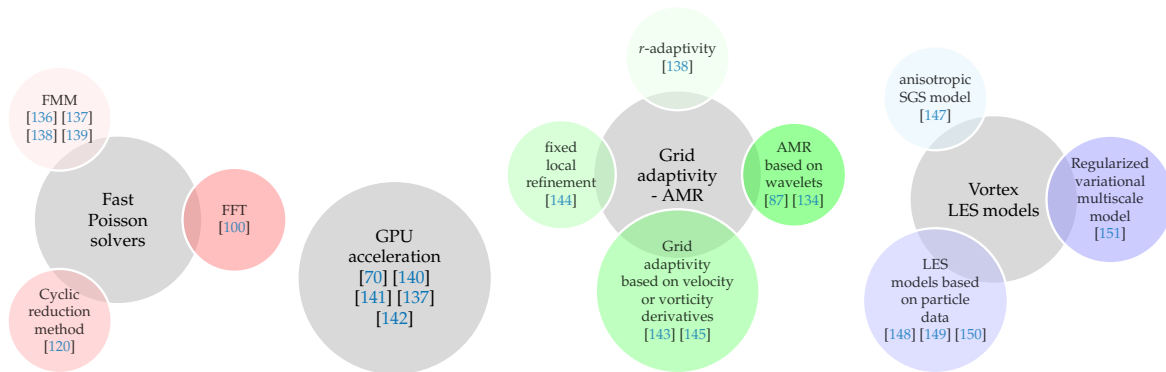 FMM
[136] [137]
[138] [139]
Fast
Poisson
solvers
FFT
[100]
Cyclic
reduction
method
[120]
GPU
acceleration
[70] [140]
[141] [137]
[142]
r-adaptivity
[138]
fixed
local
refinement
[144]
Grid
adaptivity
- AMR
AMR
based on
wavelets
[87] [134]
Grid
adaptivity
based on velocity
or vorticity
derivatives
[143] [145]
anisotropic
SGS model
[147]
Vortex
LES models
Regularized
variational
multiscale
model
[151]
LES
models based
on particle
data
[148] [149] [150]